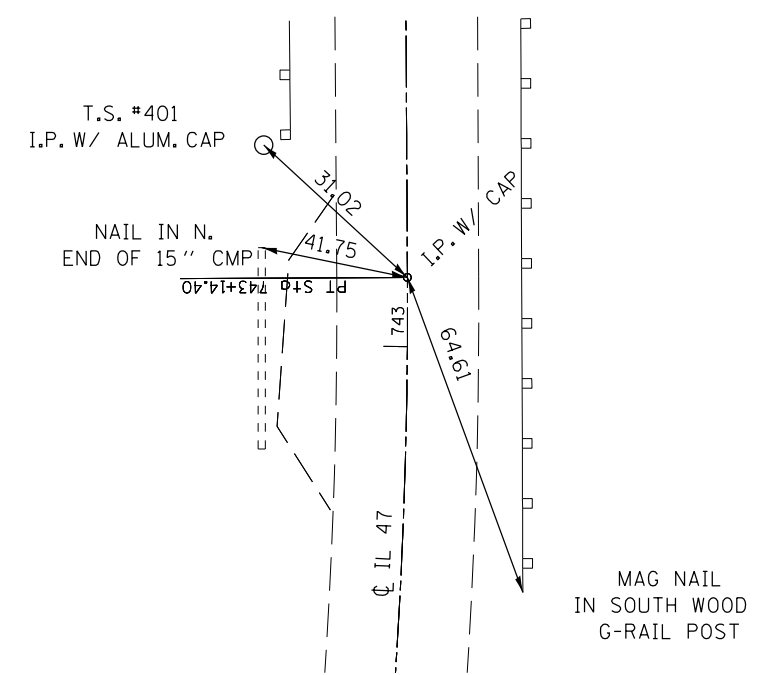 T.S. #401
I.P. W/ ALUM. CAP
31.02
I.P. W/ CAP
NAIL IN N.
END OF 15" CMP
41.75
PT Sta 743+14.40
743
64.61
℄ IL 47
MAG NAIL
IN SOUTH WOOD
G-RAIL POST